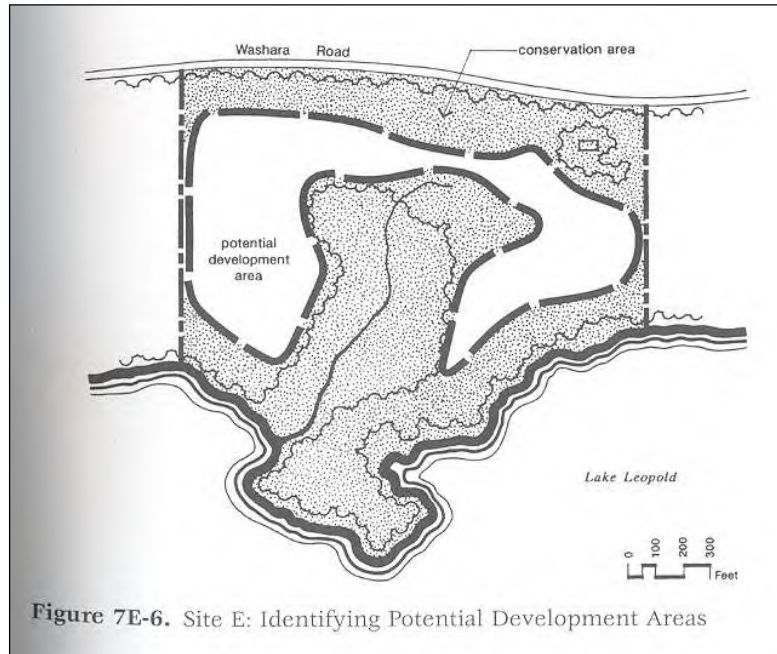 Washara Road
conservation area
potential
development
area
Lake Leopold
0 100 200 300
Feet
Figure 7E-6. Site E: Identifying Potential Development Areas